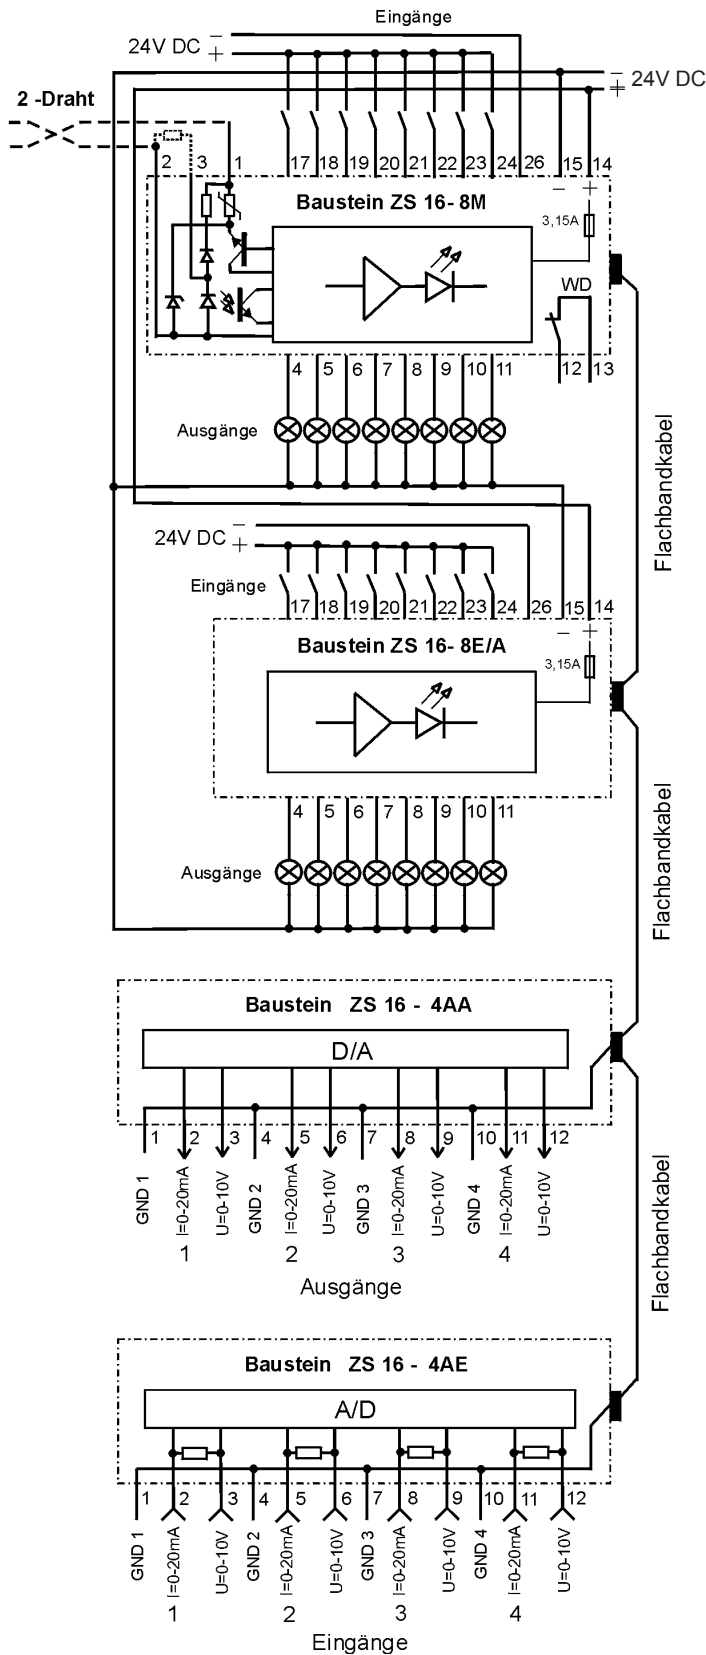 Eingänge
24V DC − +
− + 24V DC
2 -Draht
2 3 1 17 18 19 20 21 22 23 24 26 15 14
Baustein ZS 16- 8M
− +
3,15A
WD
4 5 6 7 8 9 10 11 12 13
Ausgänge
Flachbandkabel
24V DC − +
Eingänge
17 18 19 20 21 22 23 24 26 15 14
Baustein ZS 16- 8E/A
− +
3,15A
4 5 6 7 8 9 10 11
Ausgänge
Flachbandkabel
Baustein ZS 16 - 4AA
D/A
1 2 3 4 5 6 7 8 9 10 11 12
GND 1 I=0-20mA U=0-10V GND 2 I=0-20mA U=0-10V GND 3 I=0-20mA U=0-10V GND 4 I=0-20mA U=0-10V
1 2 3 4
Ausgänge
Flachbandkabel
Baustein ZS 16 - 4AE
A/D
1 2 3 4 5 6 7 8 9 10 11 12
GND 1 I=0-20mA U=0-10V GND 2 I=0-20mA U=0-10V GND 3 I=0-20mA U=0-10V GND 4 I=0-20mA U=0-10V
1 2 3 4
Eingänge